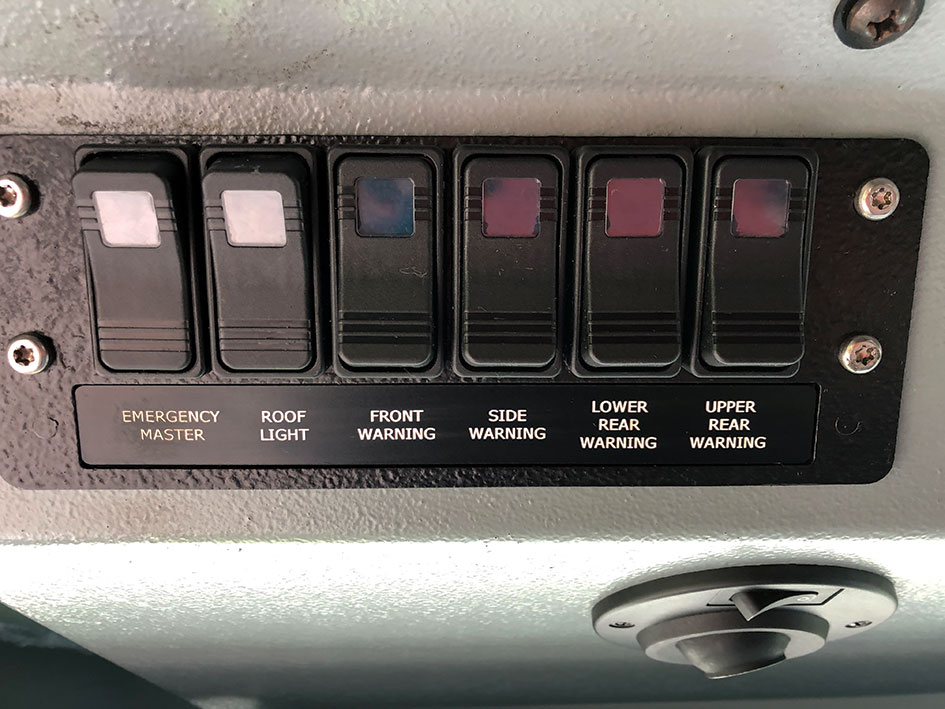 EMERGENCY
MASTER
ROOF
LIGHT
FRONT
WARNING
SIDE
WARNING
LOWER
REAR
WARNING
UPPER
REAR
WARNING